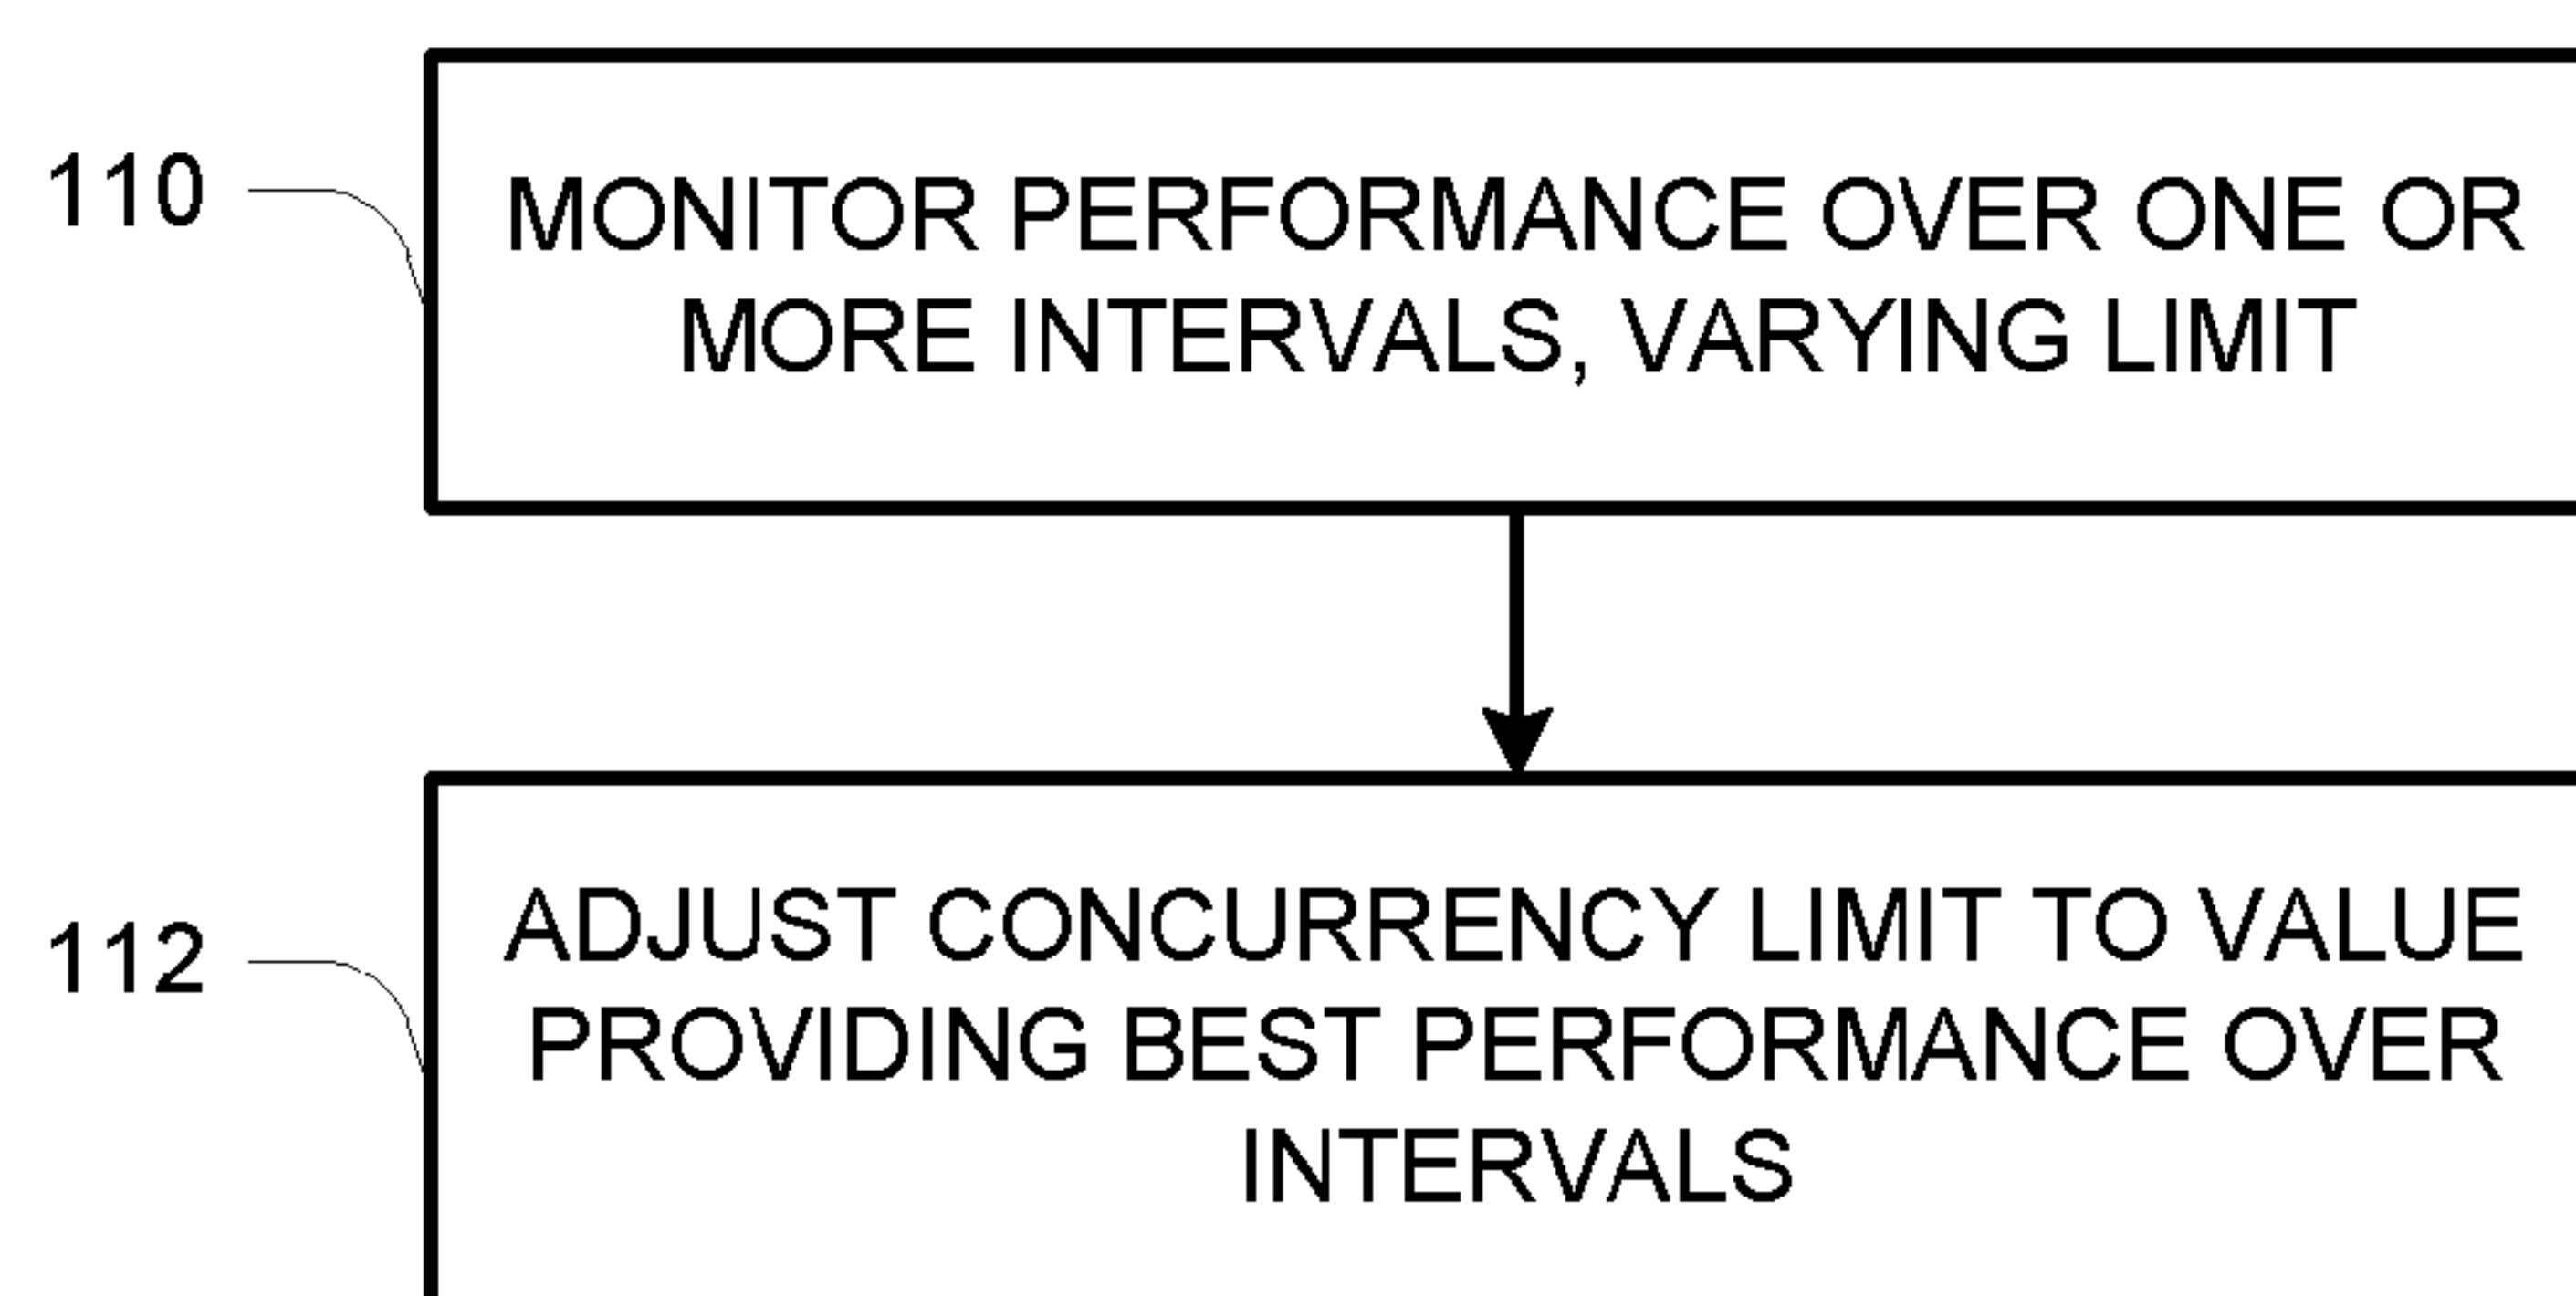 110
MONITOR PERFORMANCE OVER ONE OR
MORE INTERVALS, VARYING LIMIT
112
ADJUST CONCURRENCY LIMIT TO VALUE
PROVIDING BEST PERFORMANCE OVER
INTERVALS